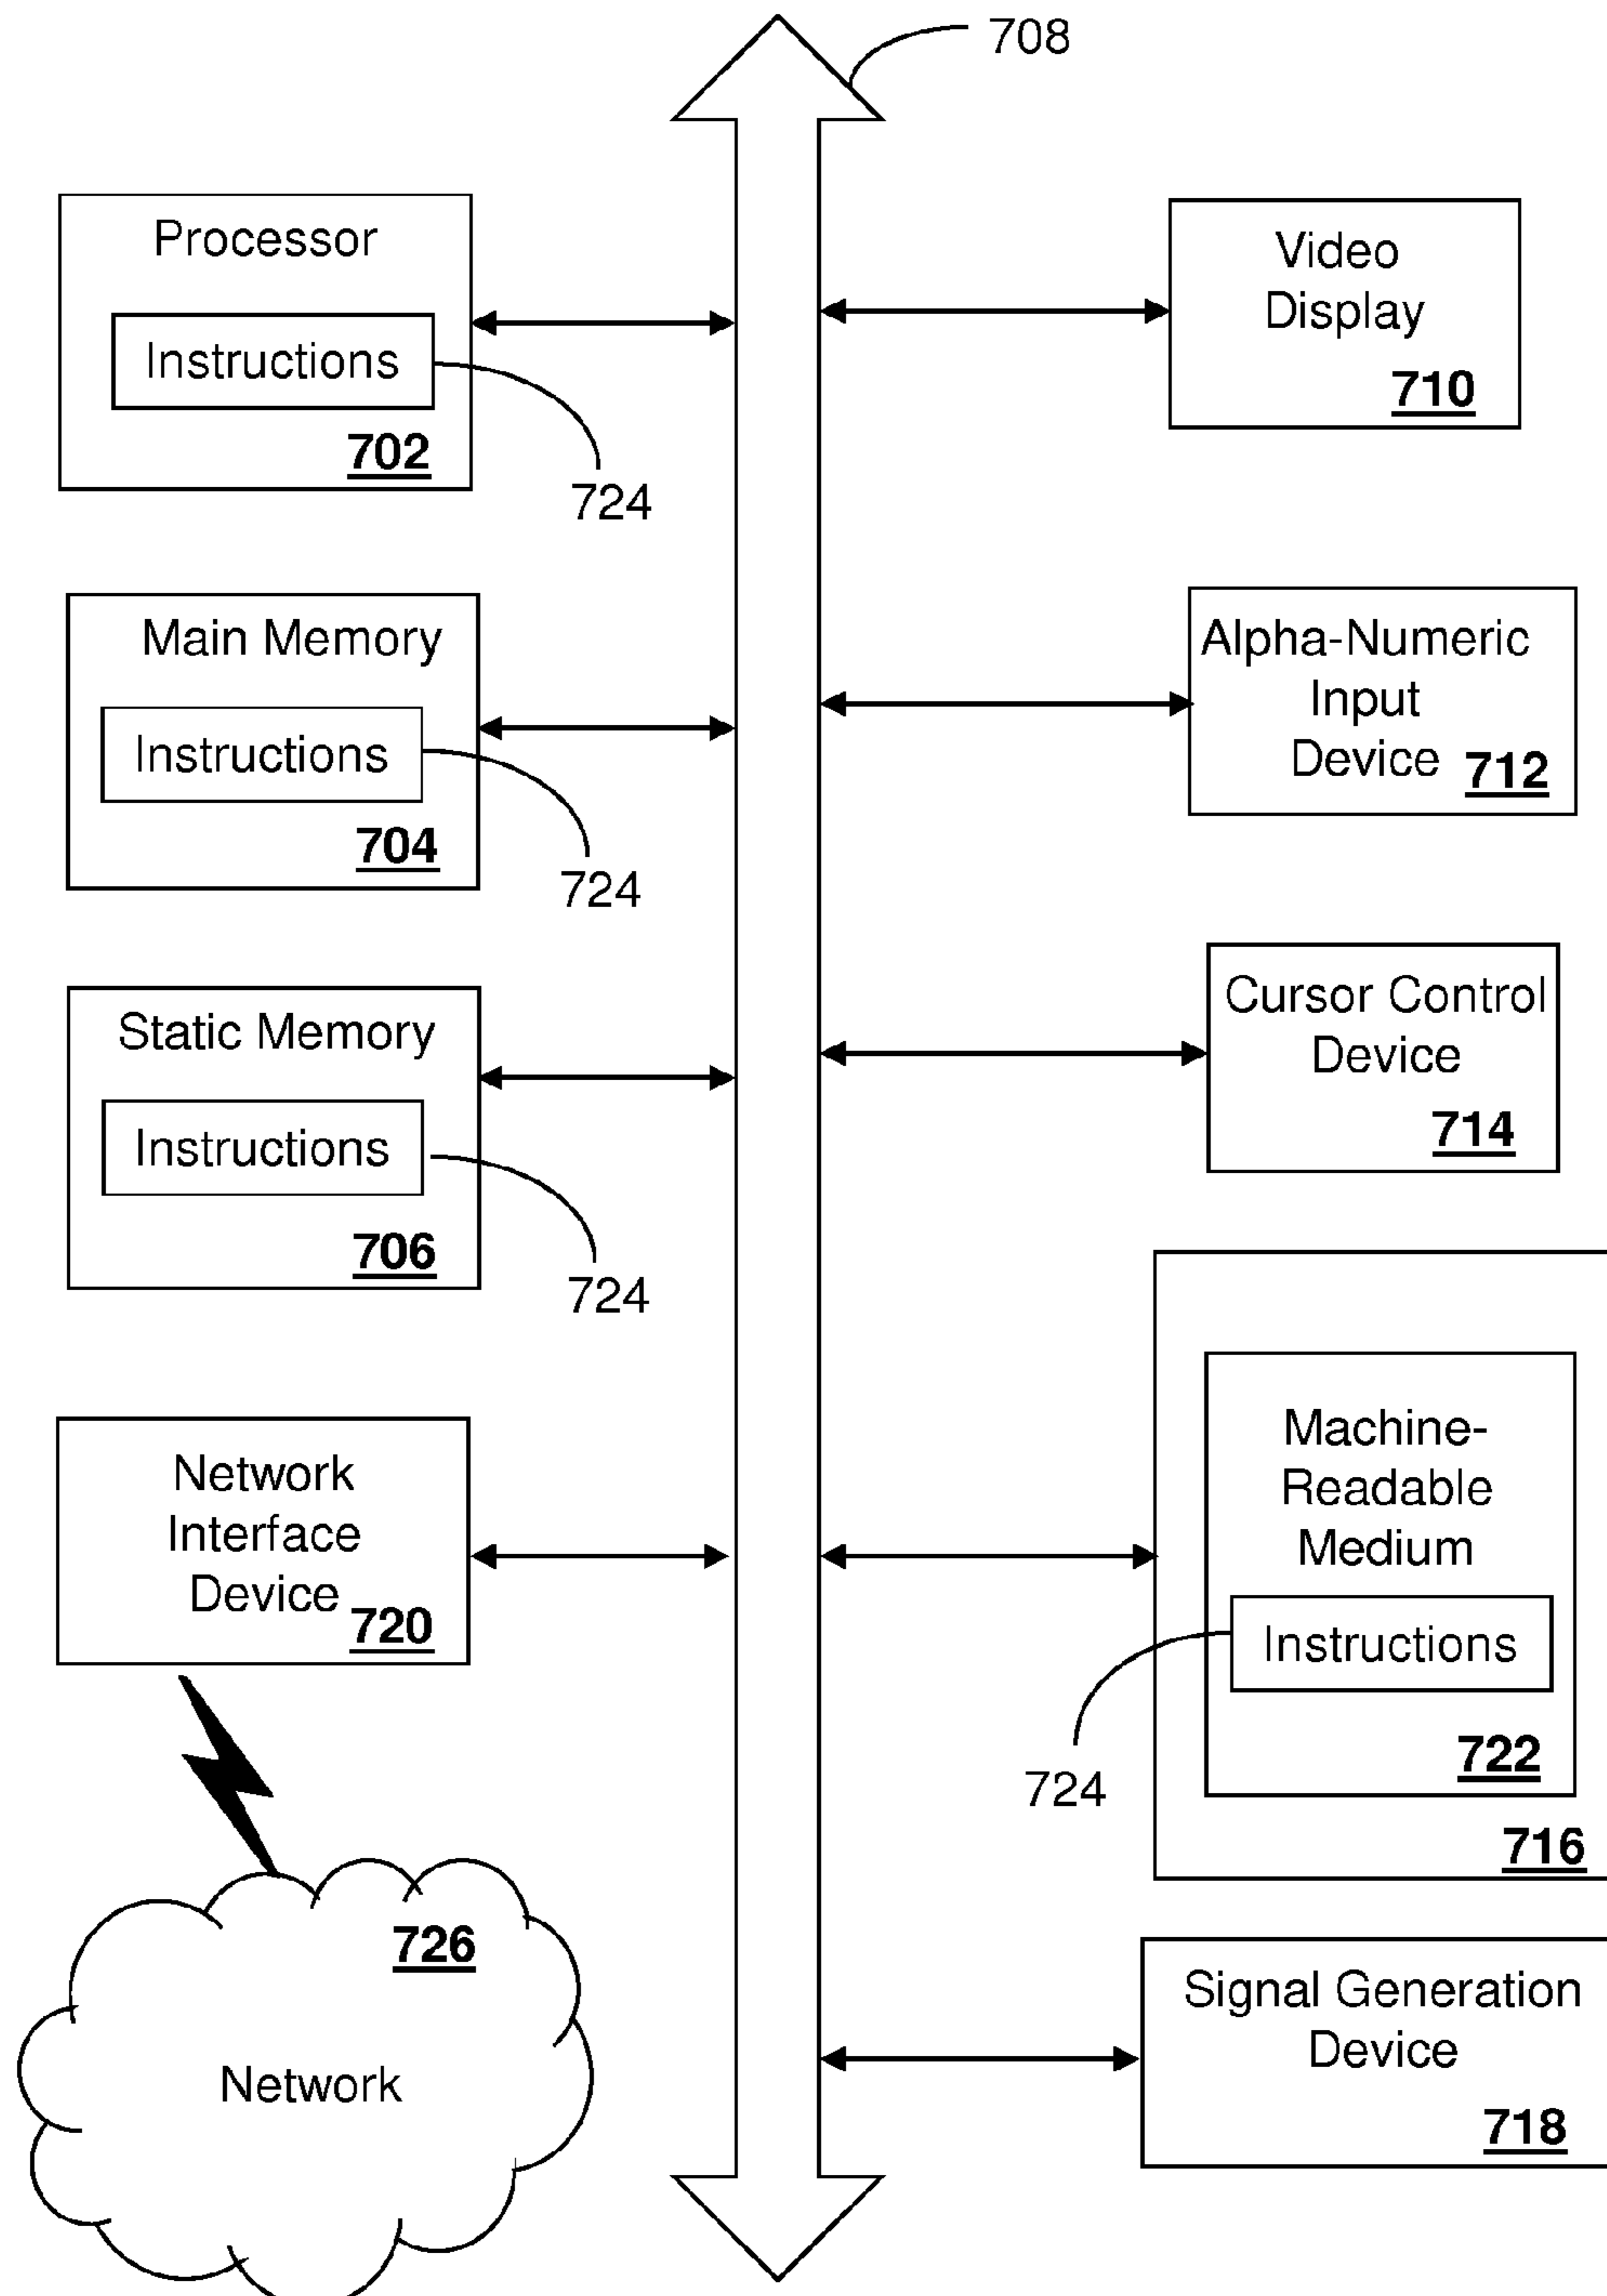 708
Processor
Instructions
702
724
Video
Display
710
Main Memory
Instructions
704
724
Alpha-Numeric
Input
Device
712
Static Memory
Instructions
706
724
Cursor Control
Device
714
Network
Interface
Device
720
Machine-
Readable
Medium
Instructions
724
722
716
726
Network
Signal Generation
Device
718